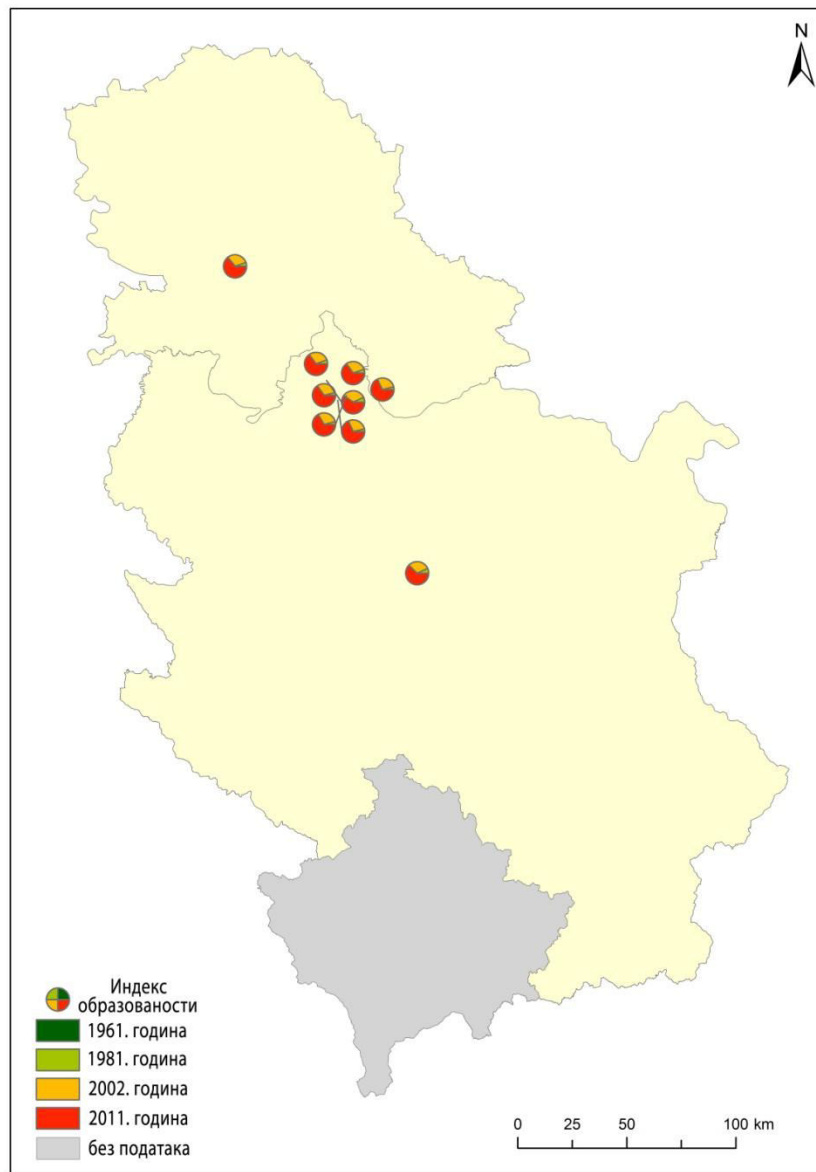 N
Индекс
образованости
1961. година
1981. година
2002. година
2011. година
без података
0 25 50 100 km